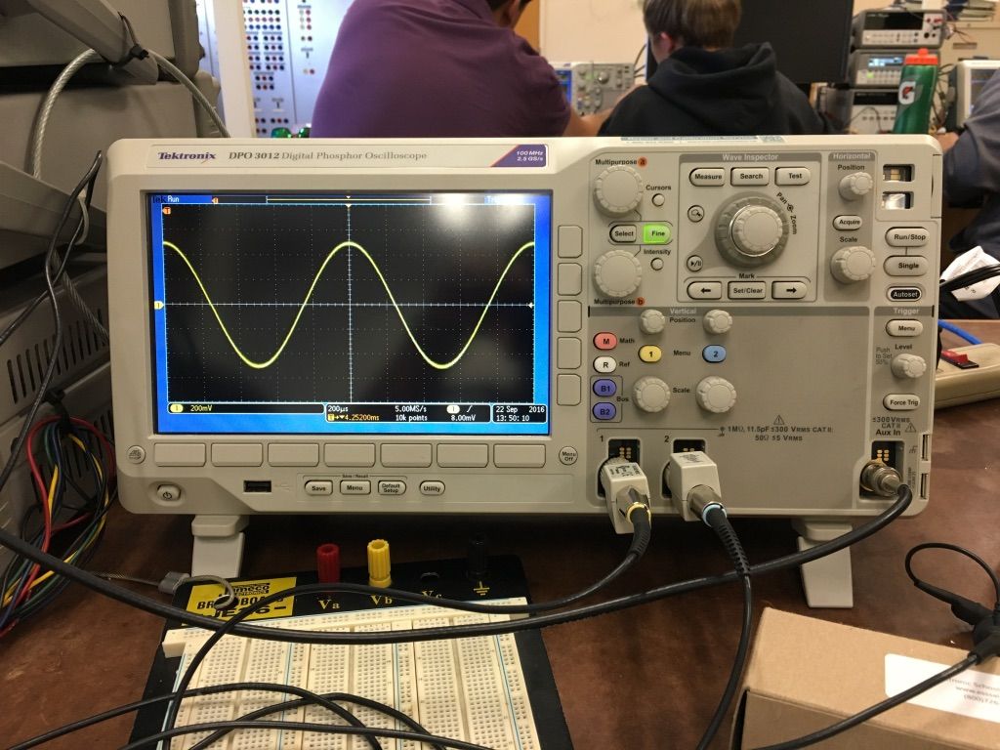 Tektronix DPO 3012 Digital Phosphor Oscilloscope
100 MHz
2.5 GS/s
Run
1 200mV
200µs
5.00MS/s
10k points
4.25200ms
1 /
8.00mV
22 Sep 2016
13:50:10
Multipurpose a
Cursors
Select
Fine
Intensity
Multipurpose b
Wave Inspector
Measure
Search
Test
Pan
Zoom
Mark
Set/Clear
Horizontal
Position
Acquire
Scale
Run/Stop
Single
Autoset
Trigger
Menu
Level
Push
to Set
50%
Force Trig
Vertical
Position
M Math
1 Menu 2
R Ref
B1
Bus
B2
Scale
1MΩ, 11.5pF ≤300 VRMS CAT II:
50Ω ≤5 VRMS
≤300VRMS
CAT II
Aux In
1
2
Menu
Off
Save / Recall
Save
Menu
Default
Setup
Utility
Va
Vb
Vc